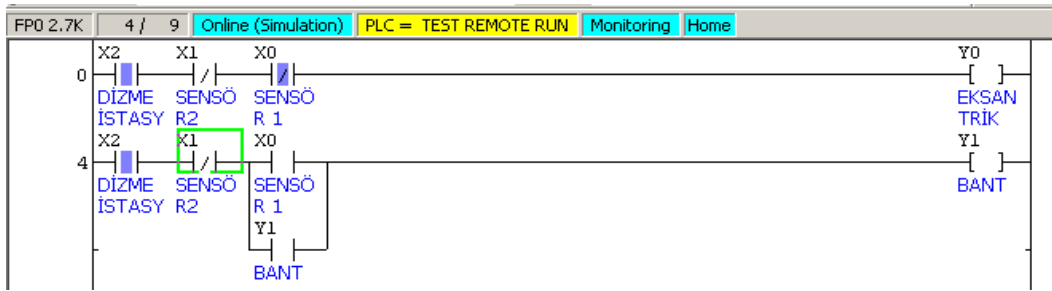 FP0 2.7K 4 / 9 Online (Simulation) PLC = TEST REMOTE RUN Monitoring Home
X2 X1 X0 Y0
0
DİZME SENSÖ SENSÖ EKSAN
İSTASY R2 R 1 TRİK
X2 X1 X0 Y1
4
DİZME SENSÖ SENSÖ BANT
İSTASY R2 R 1
Y1
BANT